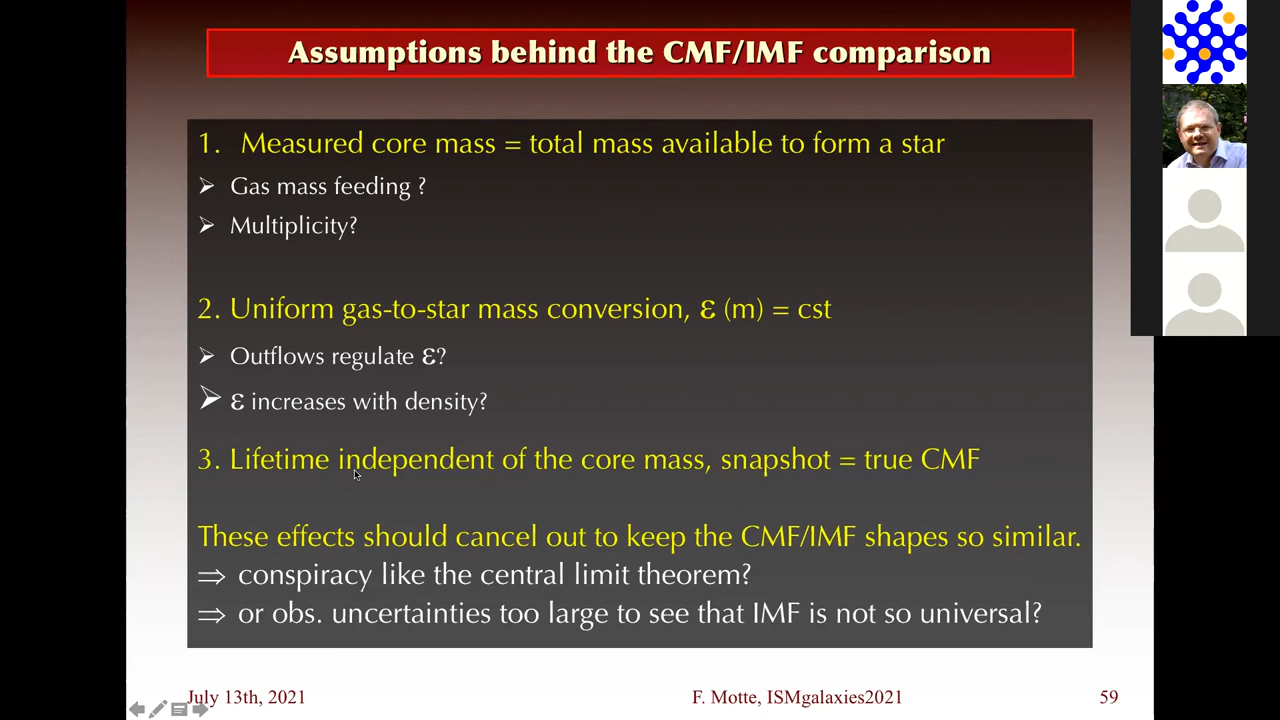 Assumptions behind the CMF/IMF comparison
1. Measured core mass = total mass available to form a star
➢ Gas mass feeding ?
➢ Multiplicity?
2. Uniform gas-to-star mass conversion, ε (m) = cst
➢ Outflows regulate ε?
➢ ε increases with density?
3. Lifetime independent of the core mass, snapshot = true CMF
These effects should cancel out to keep the CMF/IMF shapes so similar.
⇒ conspiracy like the central limit theorem?
⇒ or obs. uncertainties too large to see that IMF is not so universal?
July 13th, 2021 F. Motte, ISMgalaxies2021 59